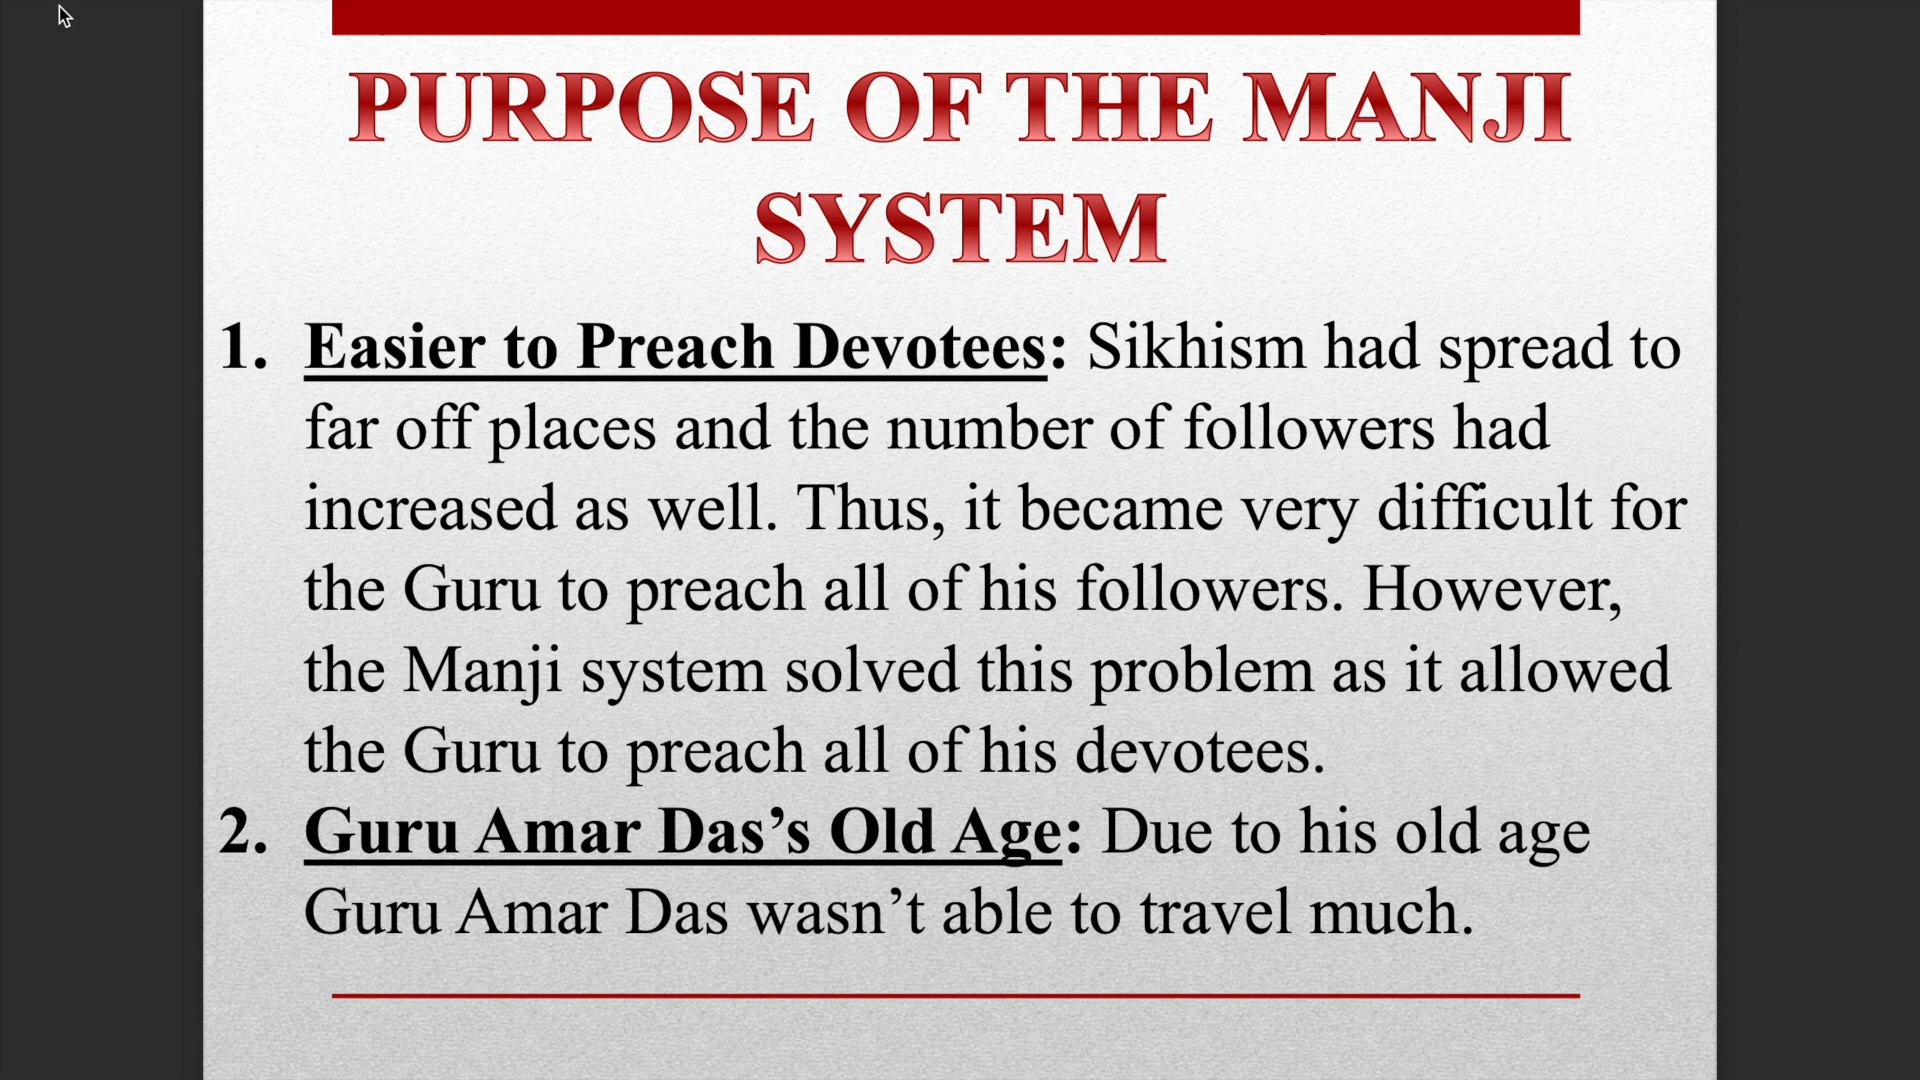 PURPOSE OF THE MANJI
SYSTEM
1. Easier to Preach Devotees: Sikhism had spread to
far off places and the number of followers had
increased as well. Thus, it became very difficult for
the Guru to preach all of his followers. However,
the Manji system solved this problem as it allowed
the Guru to preach all of his devotees.
2. Guru Amar Das’s Old Age: Due to his old age
Guru Amar Das wasn’t able to travel much.